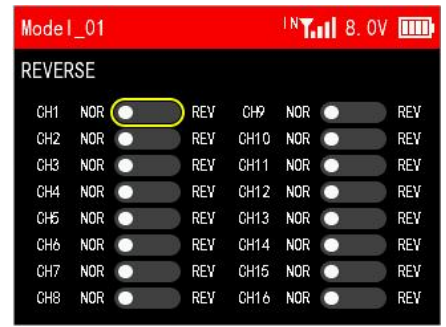 Model_01 IN 8.0V
REVERSE
CH1 NOR REV CH9 NOR REV
CH2 NOR REV CH10 NOR REV
CH3 NOR REV CH11 NOR REV
CH4 NOR REV CH12 NOR REV
CH5 NOR REV CH13 NOR REV
CH6 NOR REV CH14 NOR REV
CH7 NOR REV CH15 NOR REV
CH8 NOR REV CH16 NOR REV